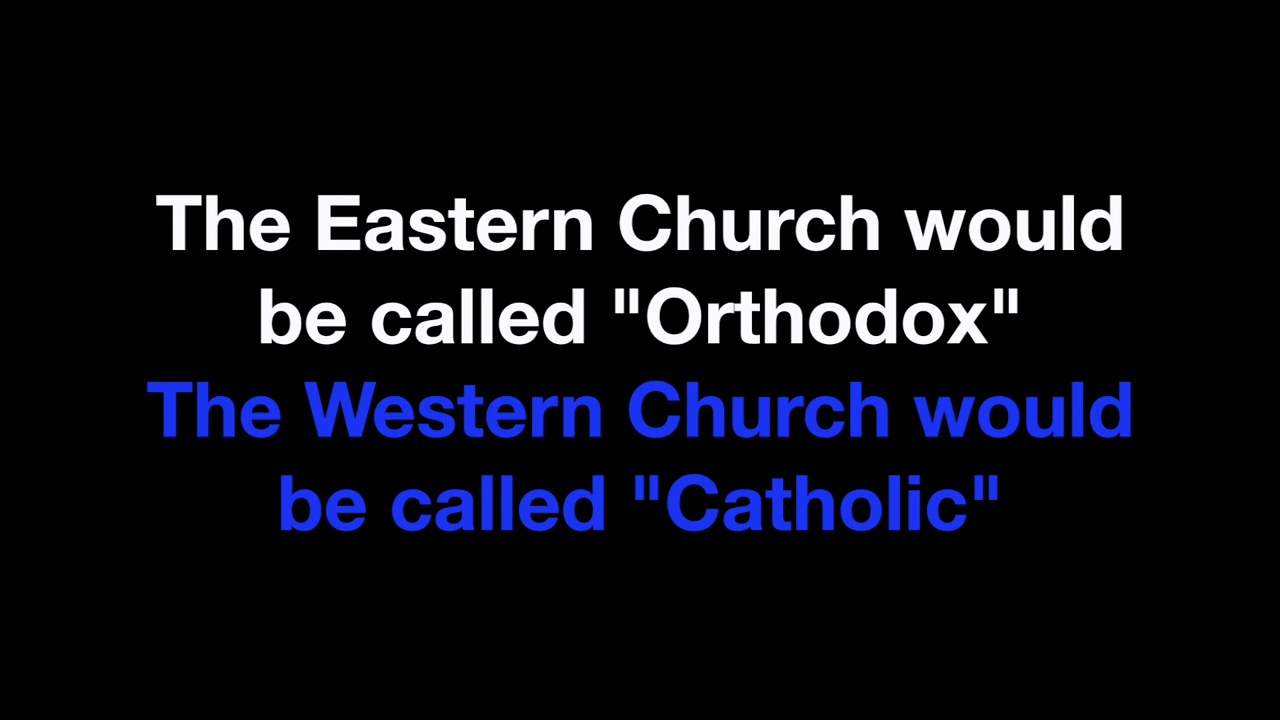 The Eastern Church would
be called "Orthodox"
The Western Church would
be called "Catholic"